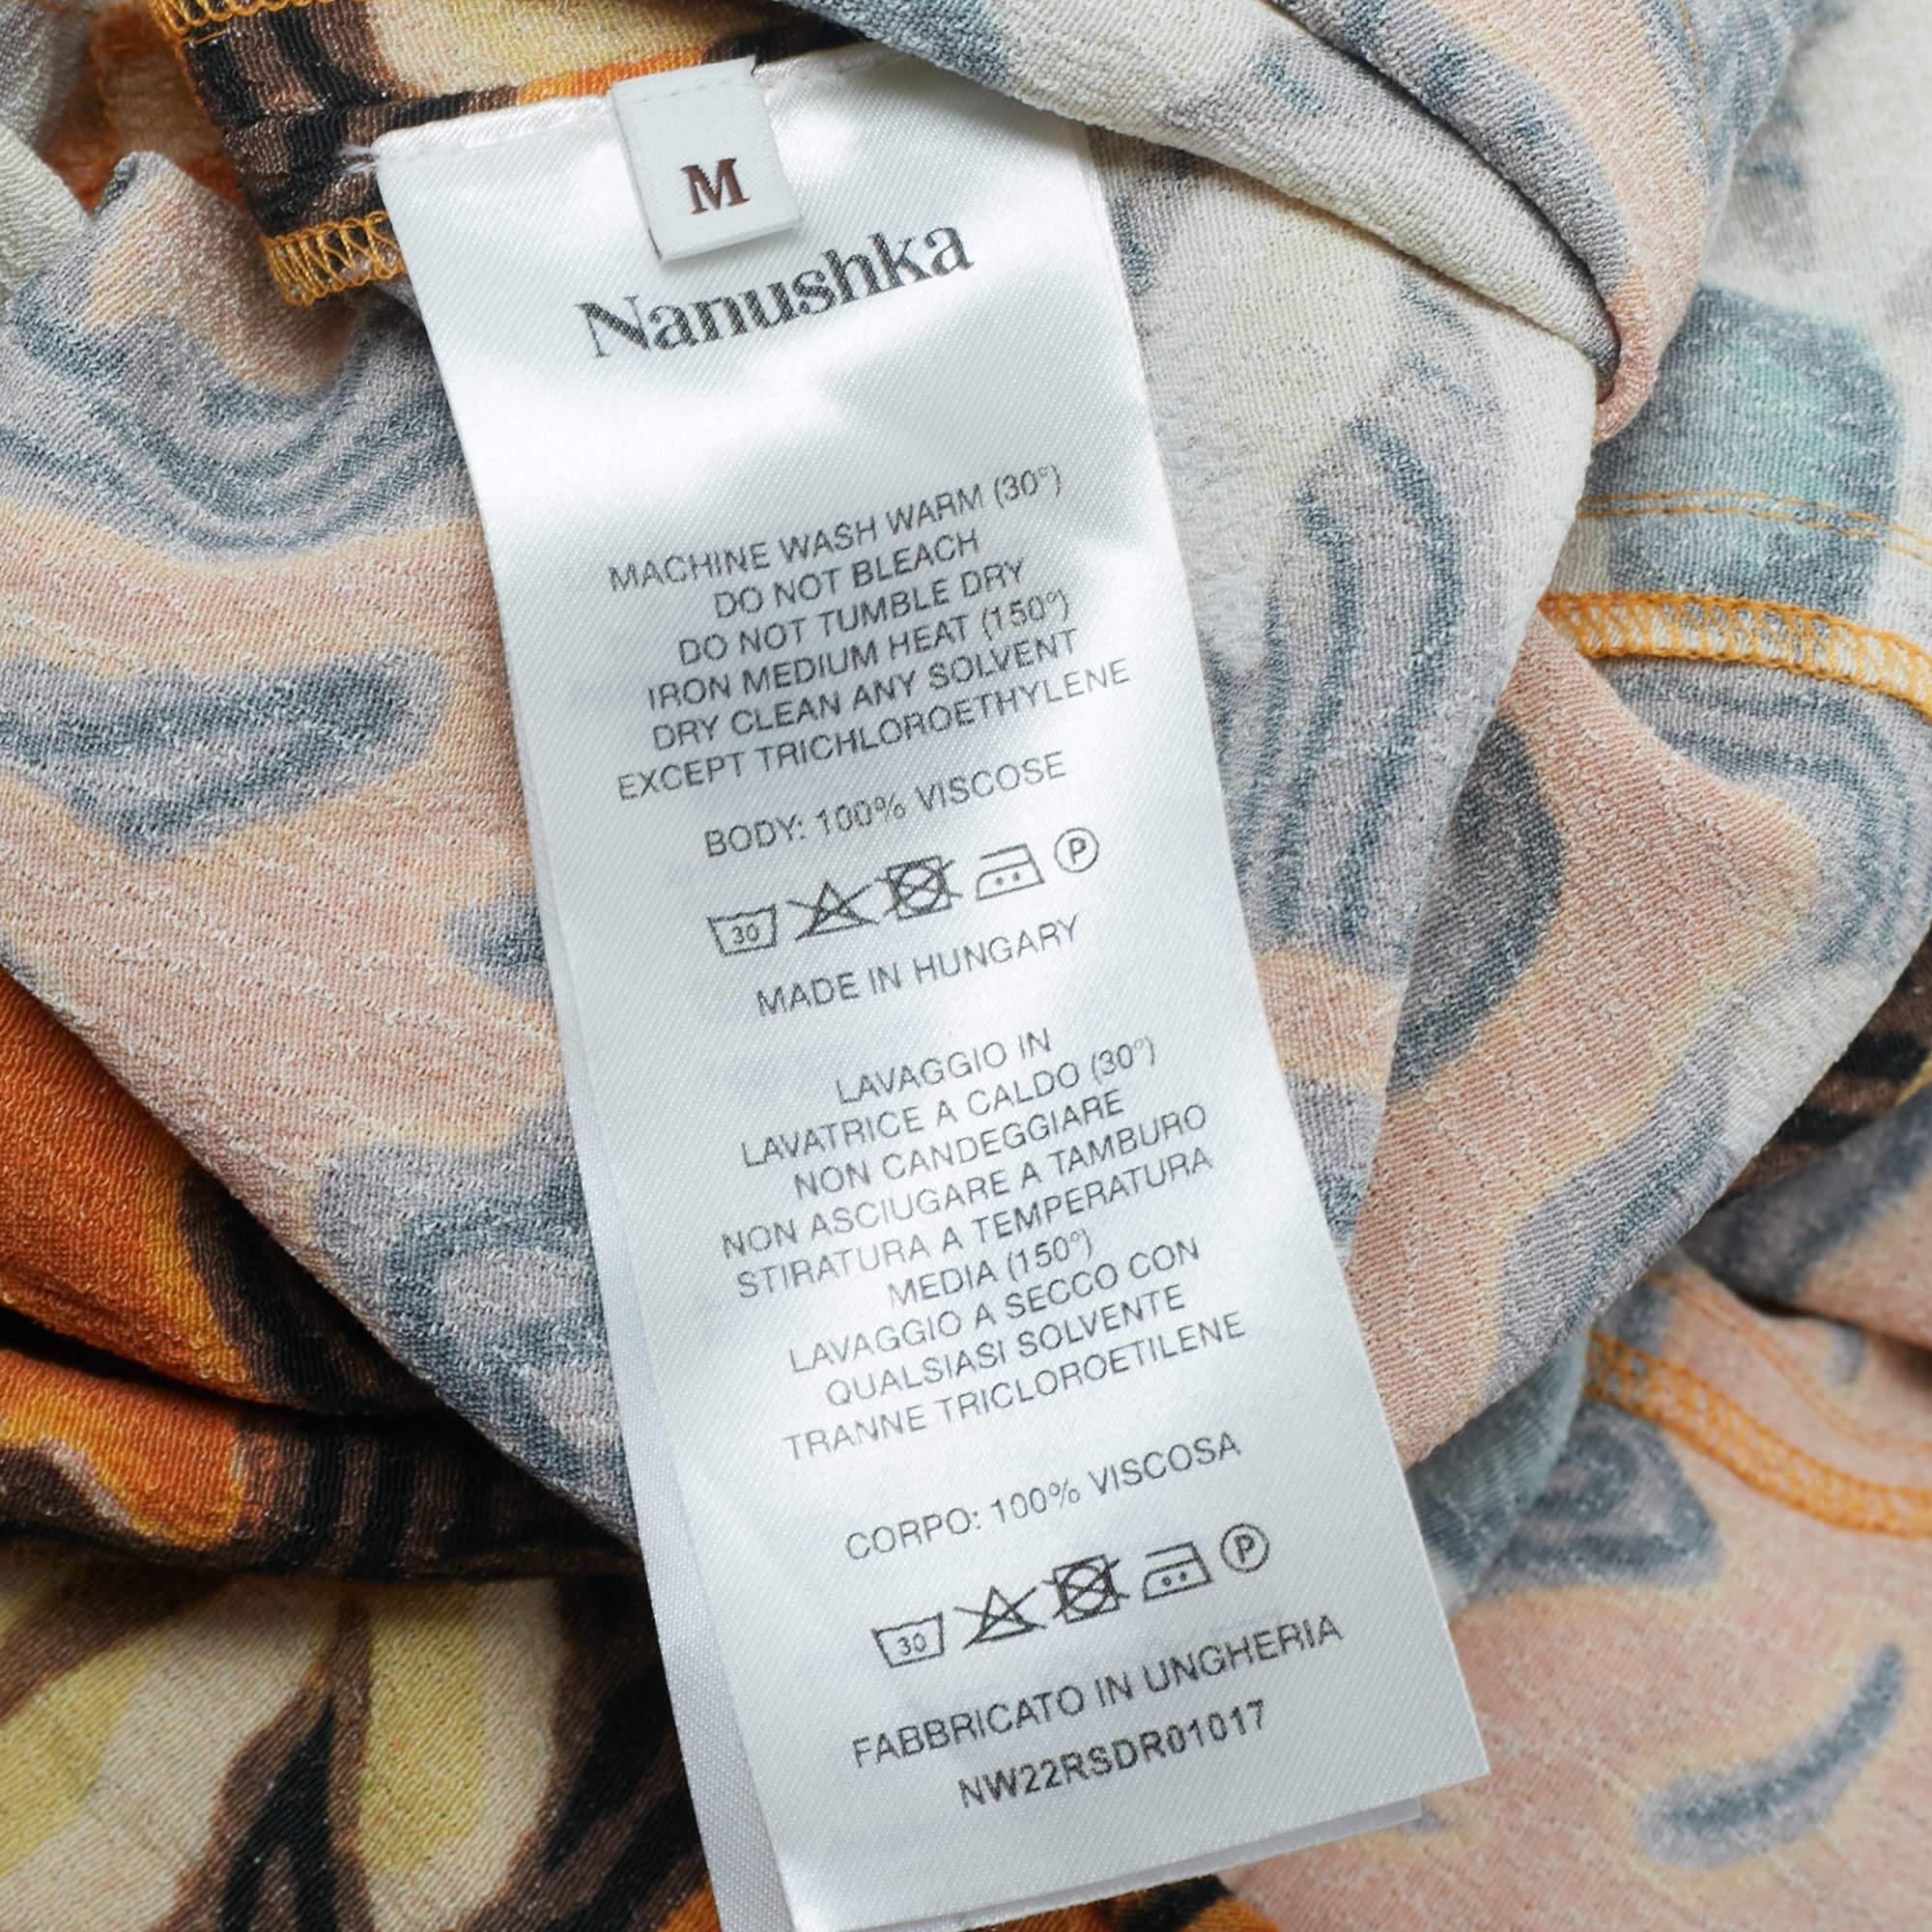 M
Nanushka
MACHINE WASH WARM (30°)
DO NOT BLEACH
DO NOT TUMBLE DRY
IRON MEDIUM HEAT (150°)
DRY CLEAN ANY SOLVENT
EXCEPT TRICHLOROETHYLENE
BODY: 100% VISCOSE
30 P
MADE IN HUNGARY
LAVAGGIO IN
LAVATRICE A CALDO (30°)
NON CANDEGGIARE
NON ASCIUGARE A TAMBURO
STIRATURA A TEMPERATURA
MEDIA (150°)
LAVAGGIO A SECCO CON
QUALSIASI SOLVENTE
TRANNE TRICLOROETILENE
CORPO: 100% VISCOSA
30 P
FABBRICATO IN UNGHERIA
NW22RSDR01017